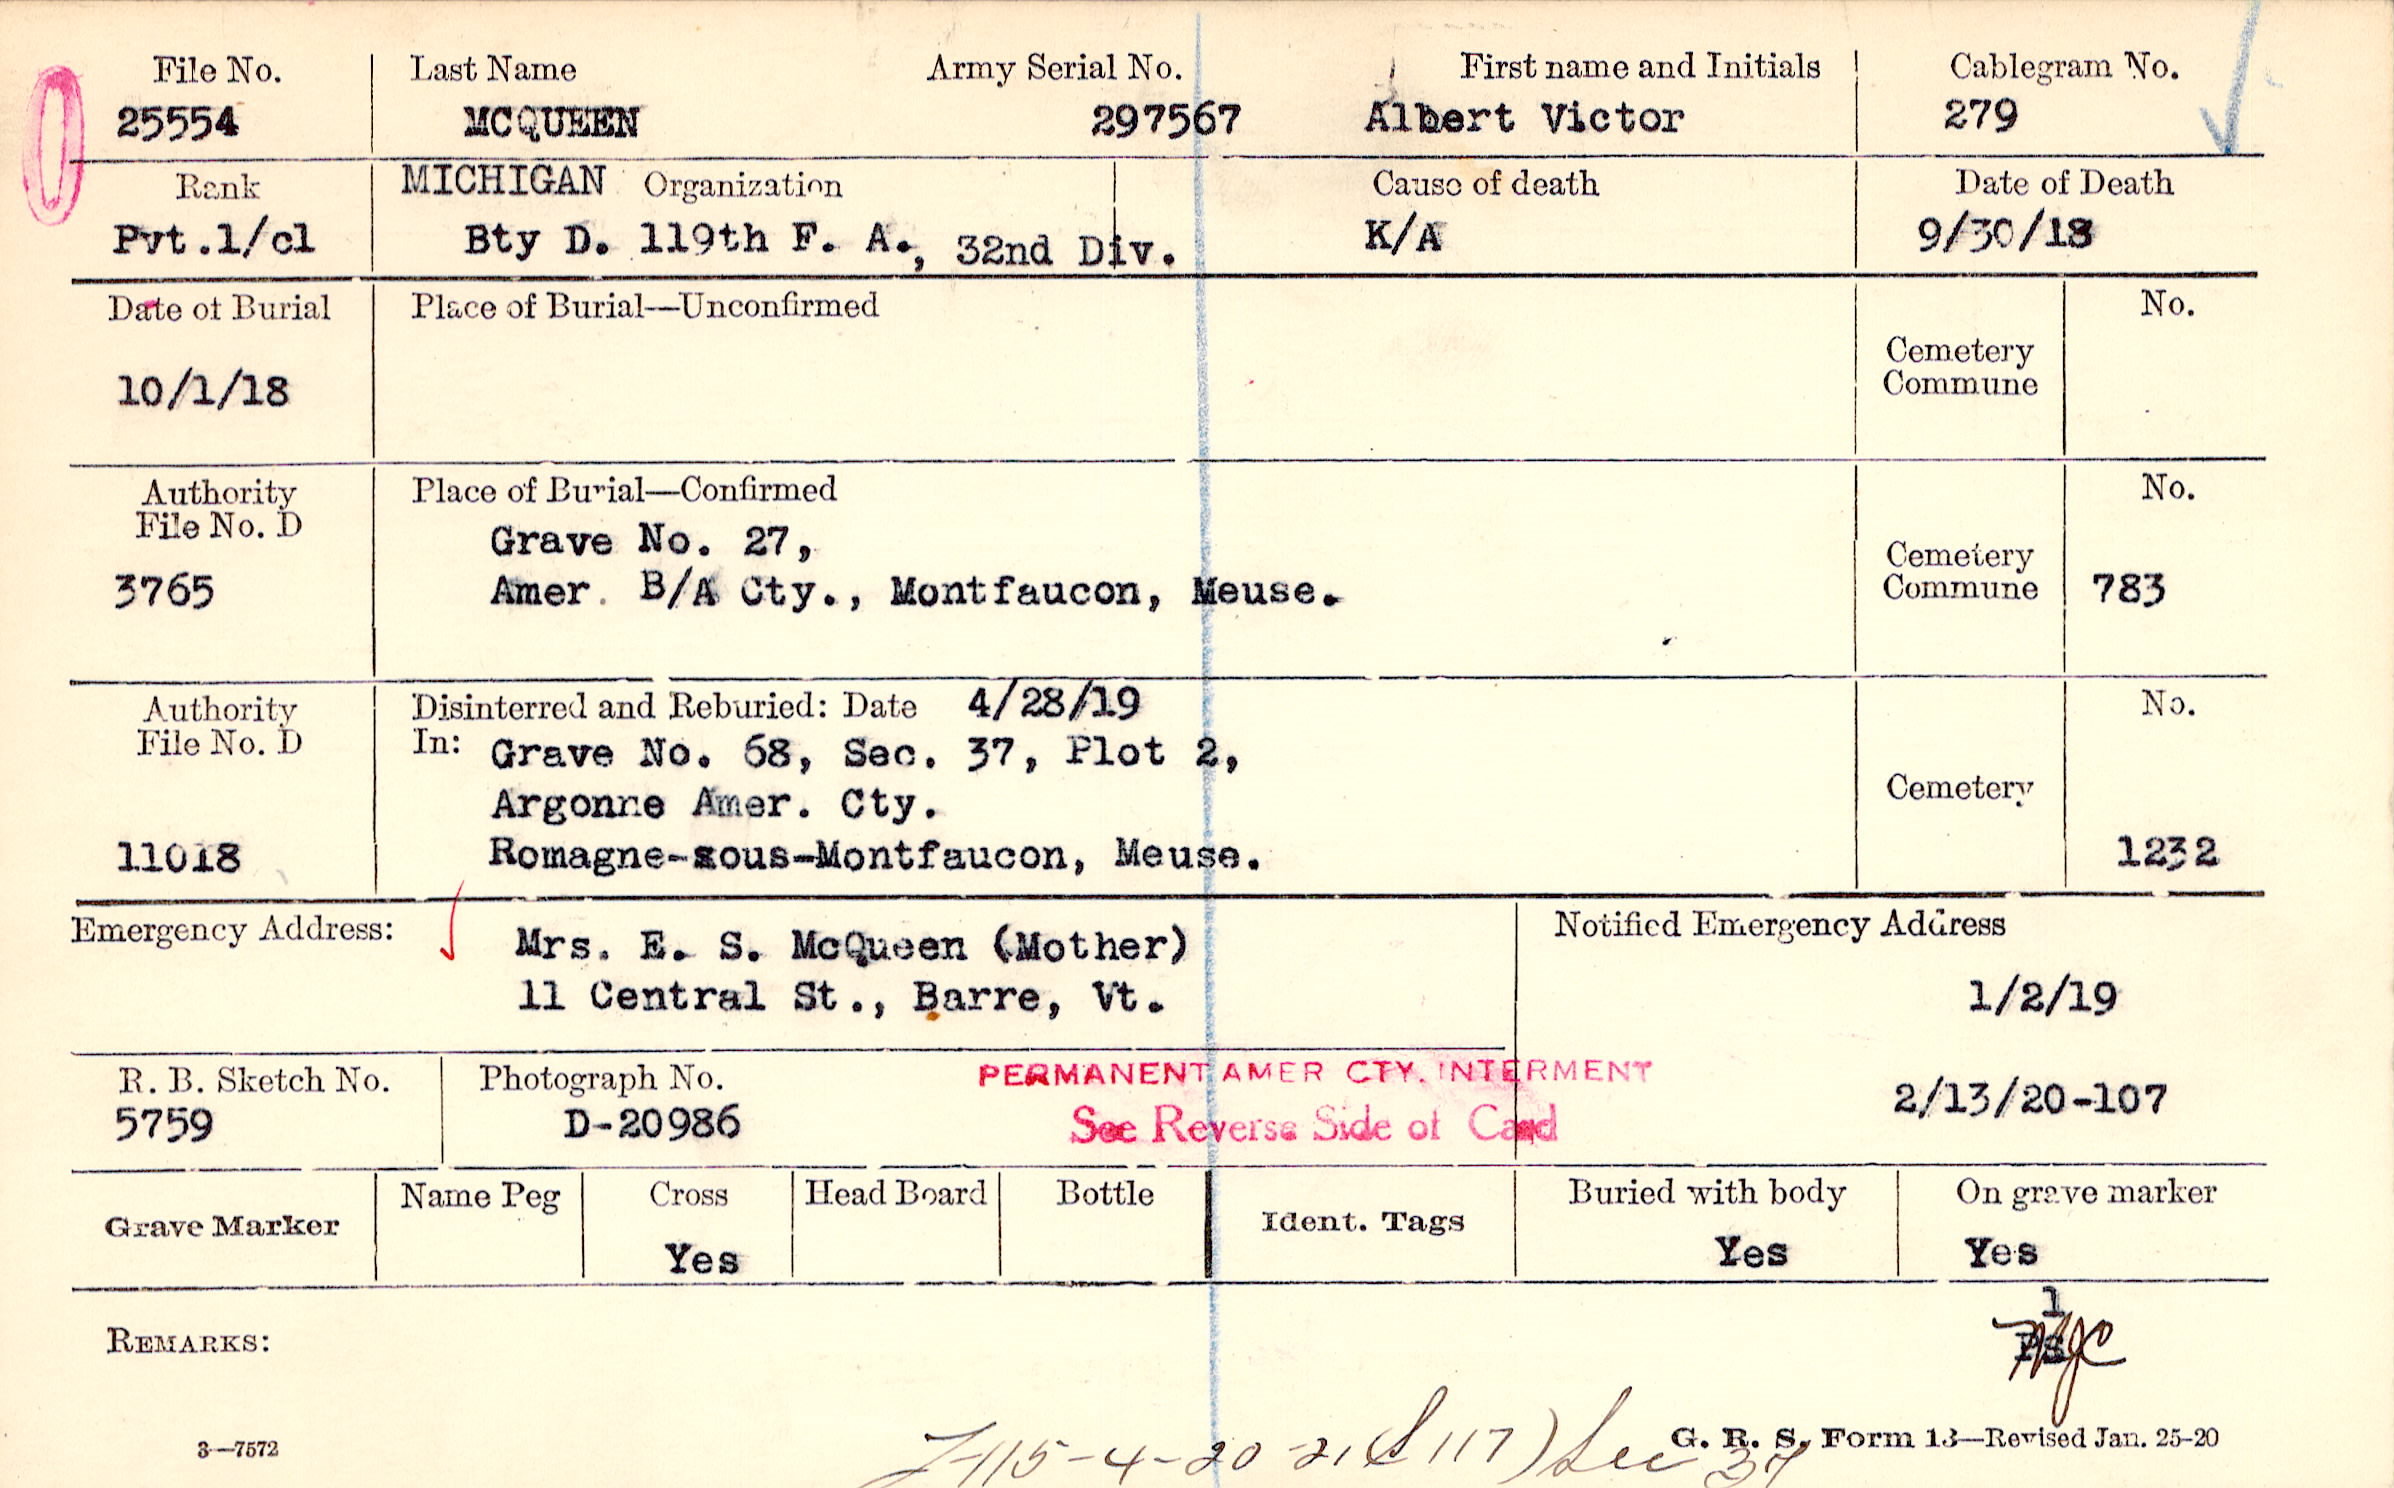 File No. Last Name Army Serial No. First name and Initials Cablegram No.
25554 MCQUEEN 297567 Albert Victor 279
Rank MICHIGAN Organization Cause of death Date of Death
Pvt.1/cl Bty D. 119th F. A., 32nd Div. K/A 9/30/18
Date of Burial Place of Burial—Unconfirmed No.
Cemetery
Commune
10/1/18
Authority Place of Burial—Confirmed No.
File No. D
Grave No. 27,
Cemetery
3765 Amer. B/A Cty., Montfaucon, Meuse. Commune 783
Authority Disinterred and Reburied: Date 4/28/19 No.
File No. D In: Grave No. 68, Sec. 37, Plot 2,
Argonne Amer. Cty. Cemetery
11018 Romagne-sous-Montfaucon, Meuse. 1232
Emergency Address: Mrs. E. S. McQueen (Mother) Notified Emergency Address
11 Central St., Barre, Vt. 1/2/19
R. B. Sketch No. Photograph No. PERMANENT AMER CTY. INTERMENT
5759 D-20986 See Reverse Side of Card 2/13/20-107
Grave Marker Name Peg Cross Head Board Bottle Ident. Tags Buried with body On grave marker
Yes Yes Yes
1
REMARKS:
3—7572 G. R. S. Form 13—Revised Jan. 25-20
115-4-20-21 117) Sec 37